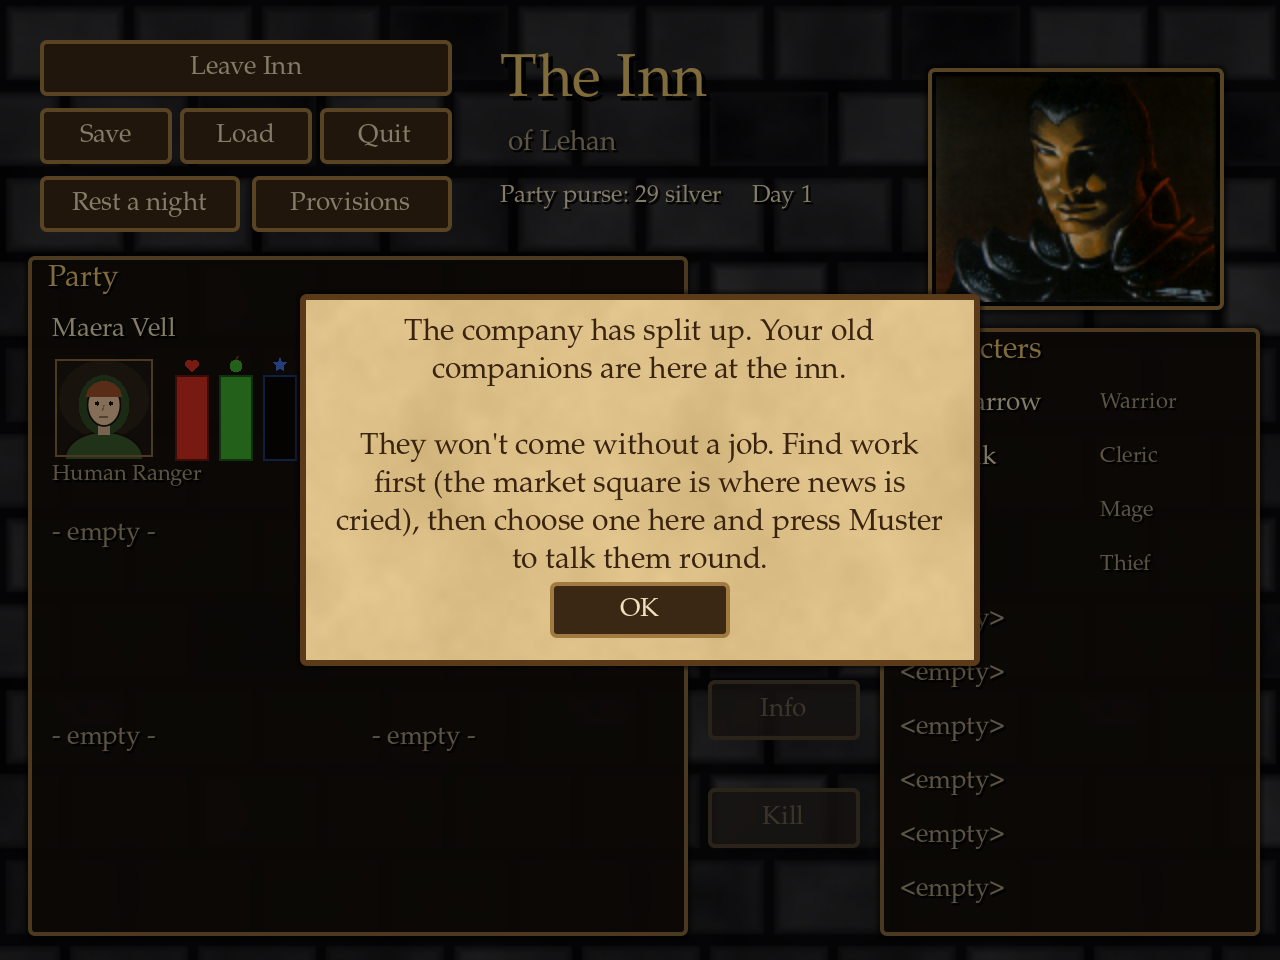 Leave Inn
Save
Load
Quit
Rest a night
Provisions
The Inn
of Lehan
Party purse: 29 silver
Day 1
Party
Maera Vell
Human Ranger
- empty -
- empty -
- empty -
The company has split up. Your old
companions are here at the inn.
They won't come without a job. Find work
first (the market square is where news is
cried), then choose one here and press Muster
to talk them round.
OK
Info
Kill
Warrior
Cleric
Mage
Thief
<empty>
<empty>
<empty>
<empty>
<empty>